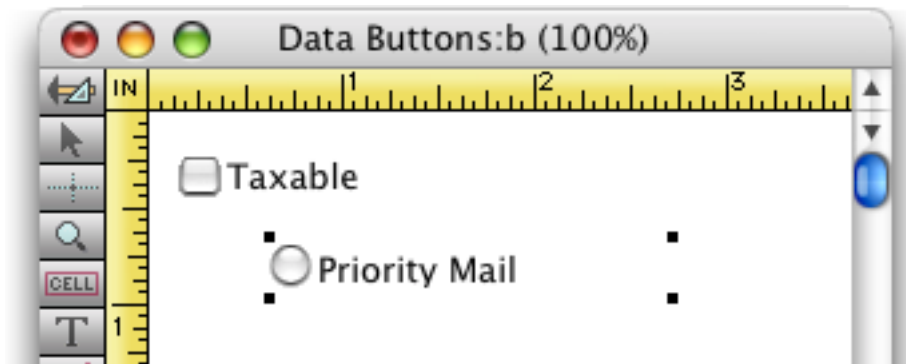 Data Buttons:b (100%)
IN 1 2 3
Taxable
Priority Mail
CELL
T 1